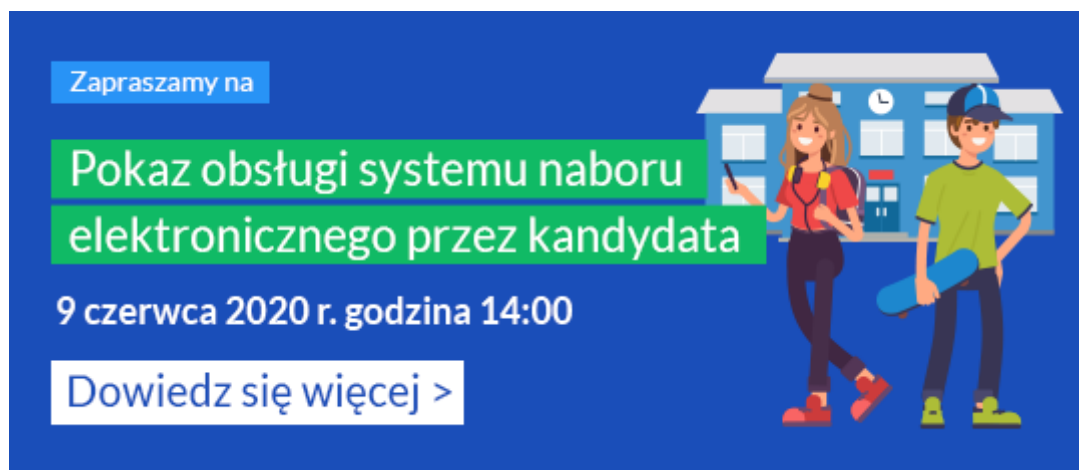 Zapraszamy na
Pokaz obsługi systemu naboru
elektronicznego przez kandydata
9 czerwca 2020 r. godzina 14:00
Dowiedz się więcej >